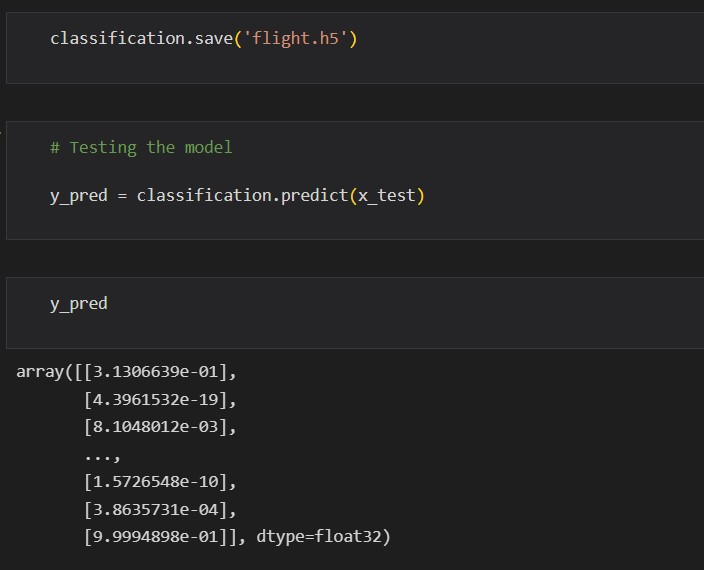 classification.save('flight.h5')
# Testing the model
y_pred = classification.predict(x_test)
y_pred
array([[3.1306639e-01],
[4.3961532e-19],
[8.1048012e-03],
...,
[1.5726548e-10],
[3.8635731e-04],
[9.9994898e-01]], dtype=float32)